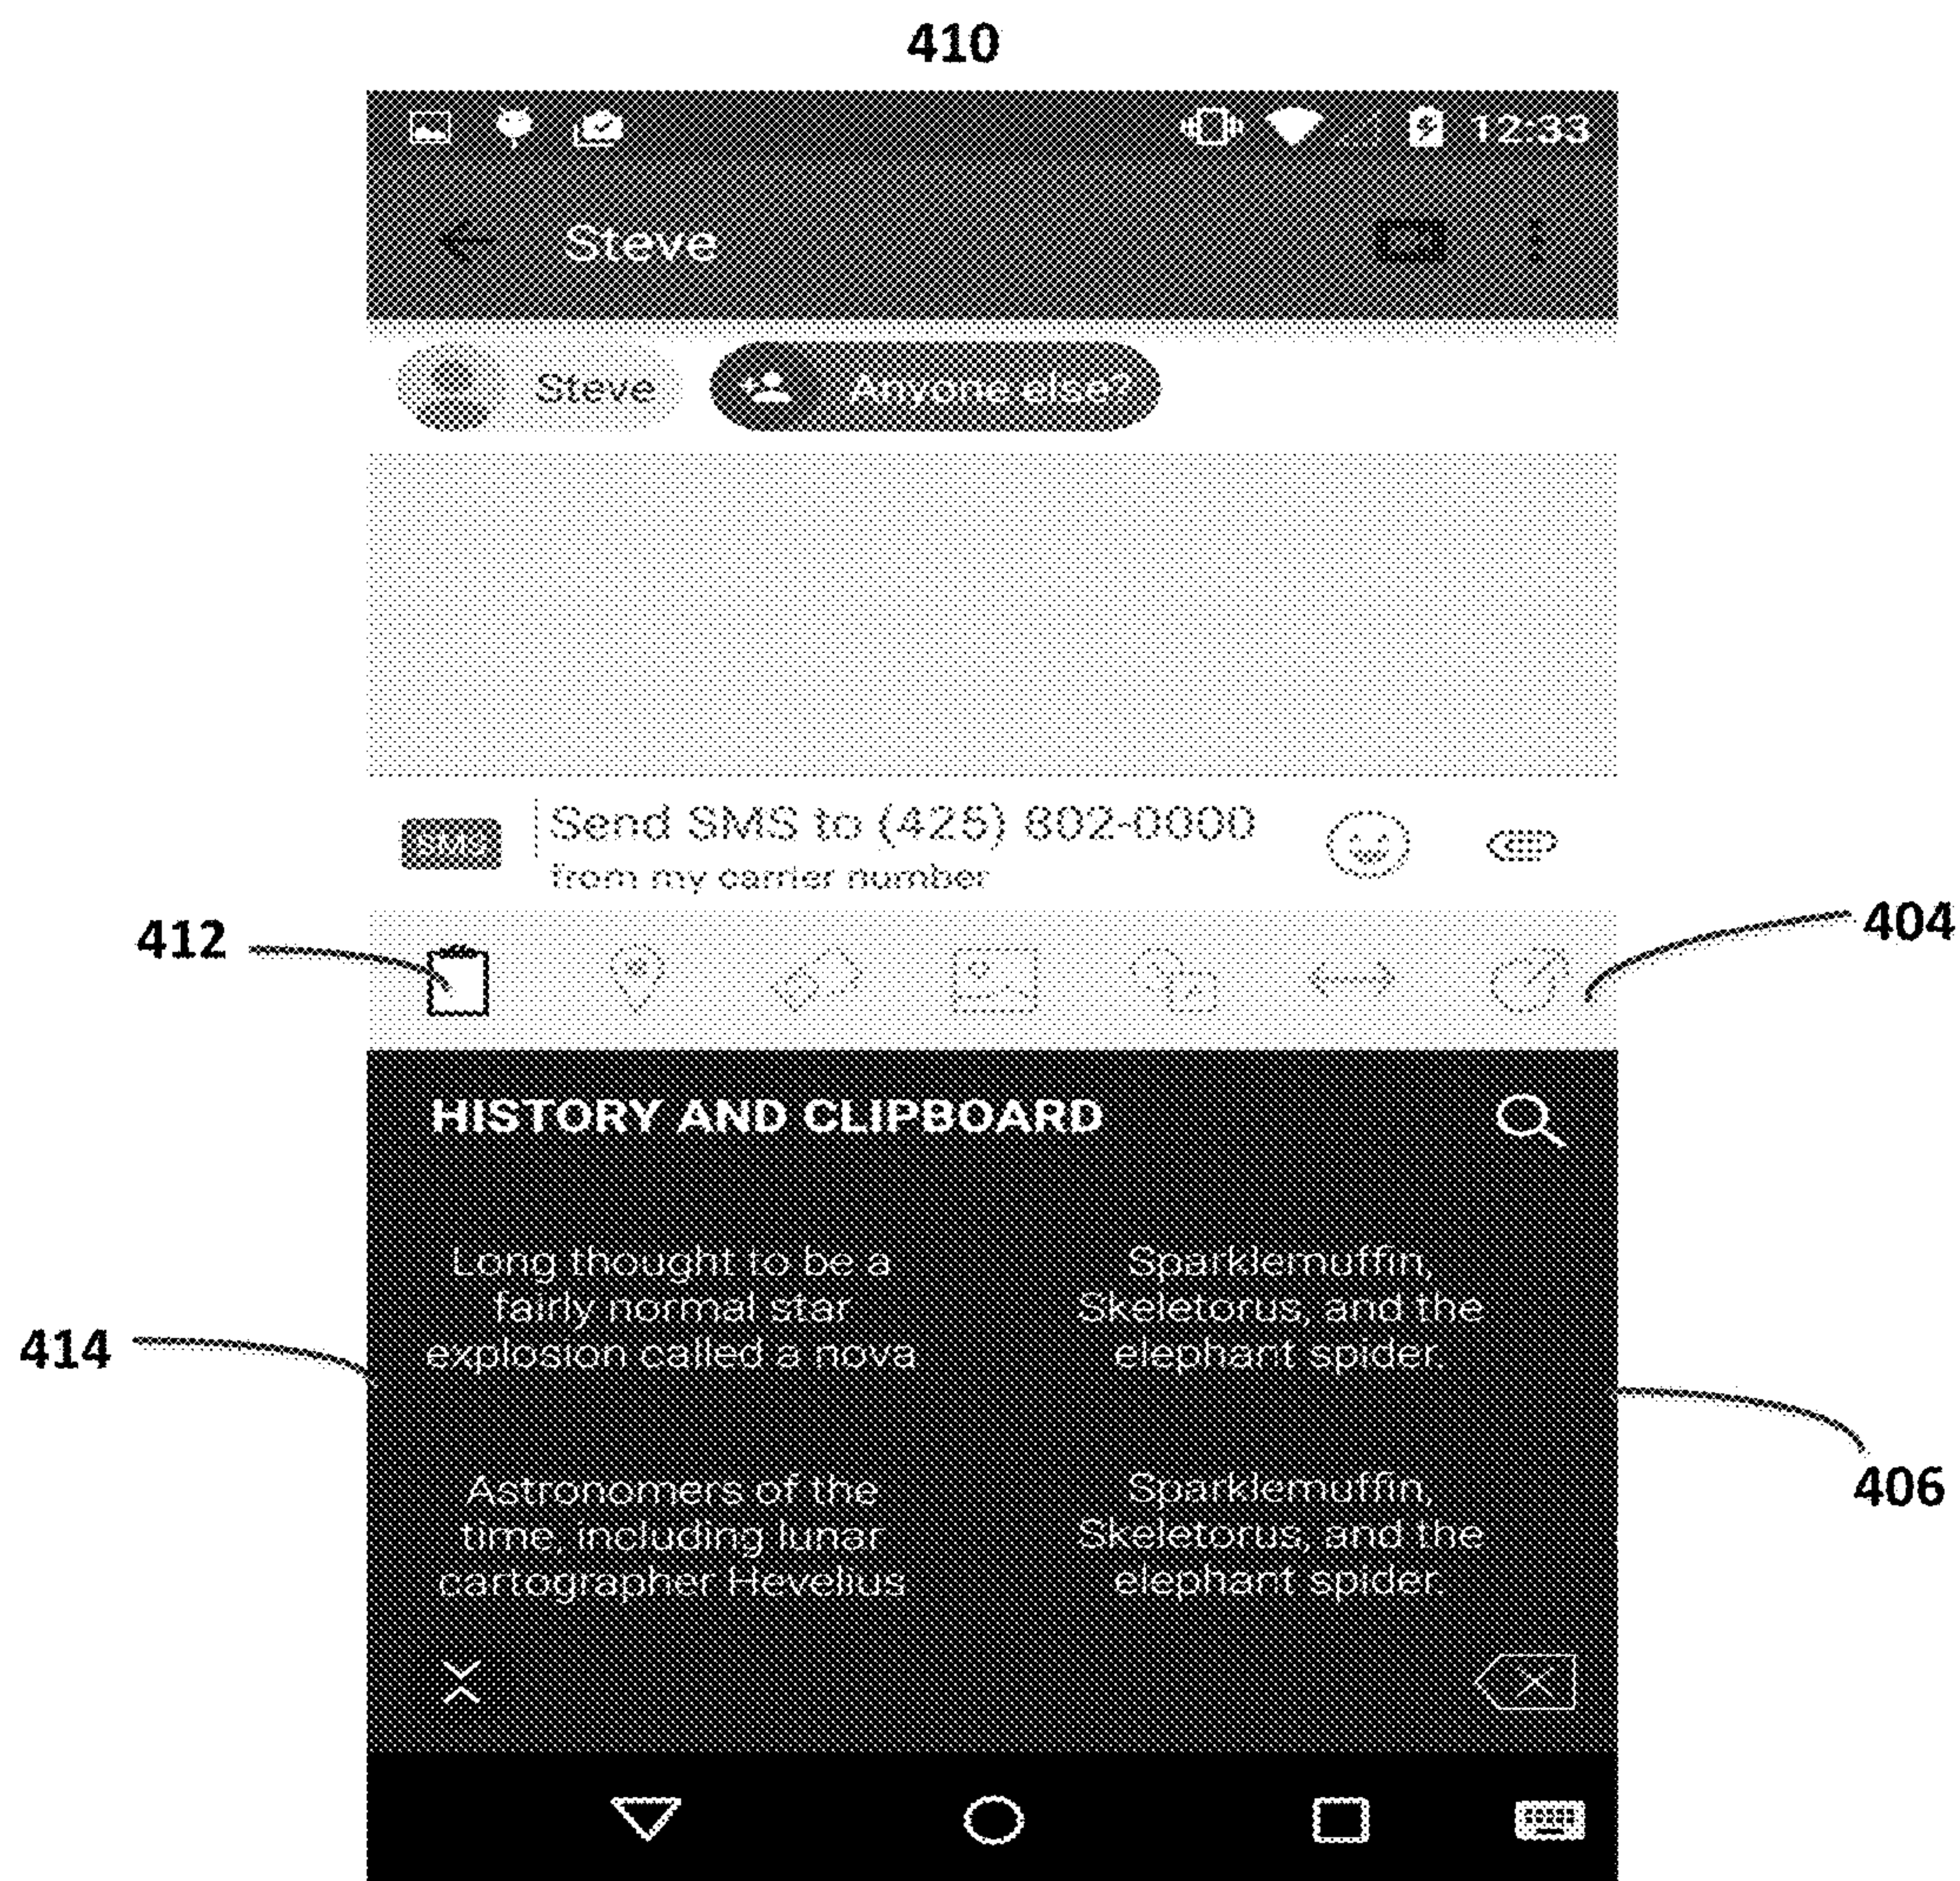 410
12:33
Steve
Steve
Anyone else?
SMS
Send SMS to (425) 802-0000
from my carrier number
412
404
HISTORY AND CLIPBOARD
Long thought to be a
fairly normal star
explosion called a nova
Sparklemuffin,
Skeletorus, and the
elephant spider.
414
406
Astronomers of the
time, including lunar
cartographer Hevelius
Sparklemuffin,
Skeletorus, and the
elephant spider.